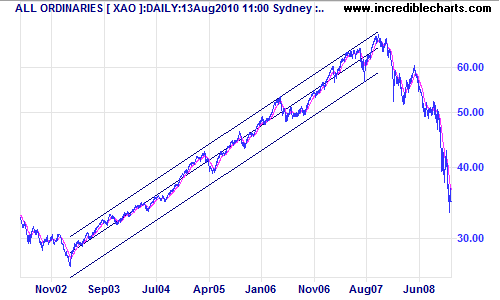 ALL ORDINARIES [ XAO ]:DAILY:13Aug2010 11:00 Sydney :..
www.incrediblecharts.com
60.00
50.00
40.00
30.00
Nov02 Sep03 Jul04 Apr05 Jan06 Nov06 Aug07 Jun08